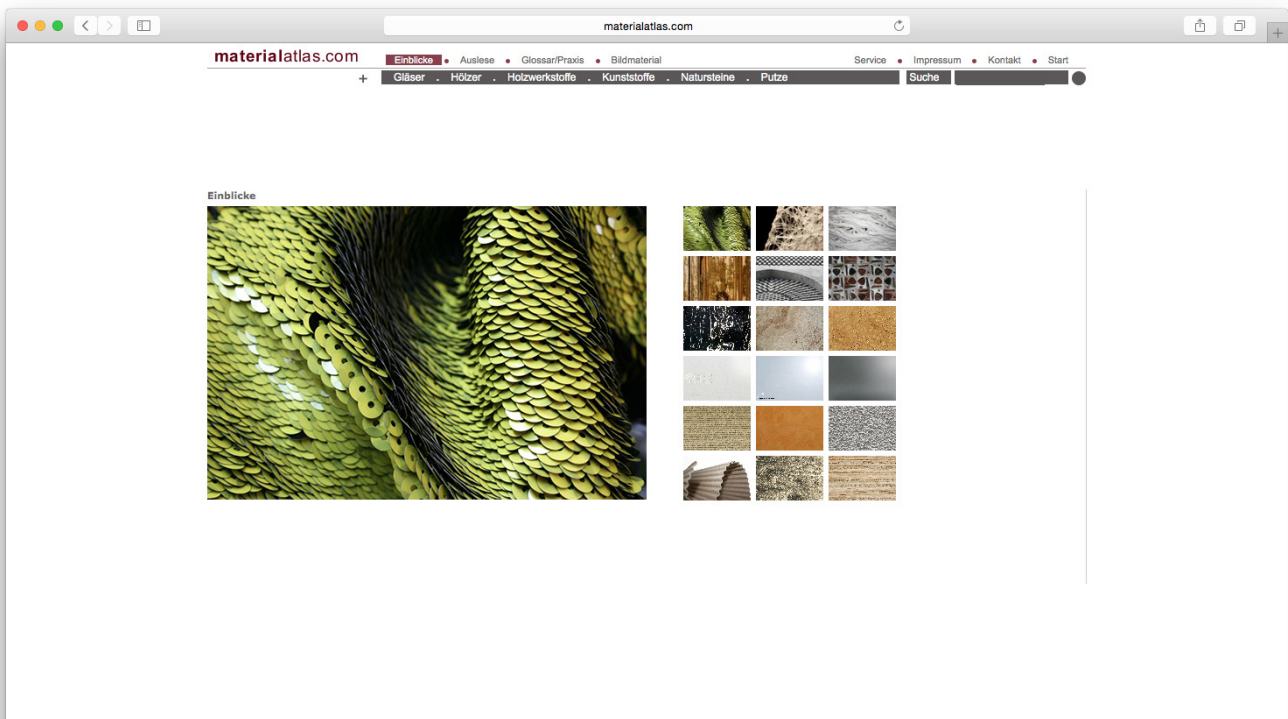 materialatlas.com
materialatlas.com Einblicke Auslese Glossar/Praxis Bildmaterial Service Impressum Kontakt Start
+ Gläser . Hölzer . Holzwerkstoffe . Kunststoffe . Natursteine . Putze Suche
Einblicke